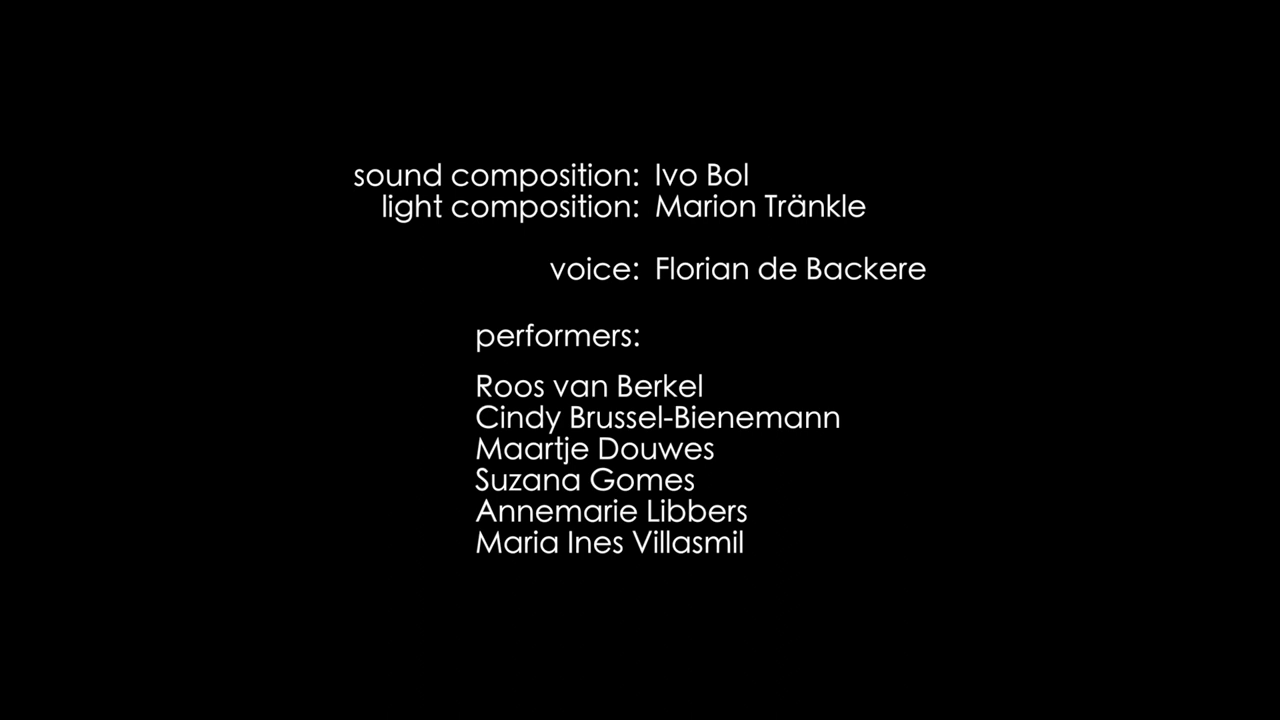 sound composition: Ivo Bol
light composition: Marion Tränkle
voice: Florian de Backere
performers:
Roos van Berkel
Cindy Brussel-Bienemann
Maartje Douwes
Suzana Gomes
Annemarie Libbers
Maria Ines Villasmil